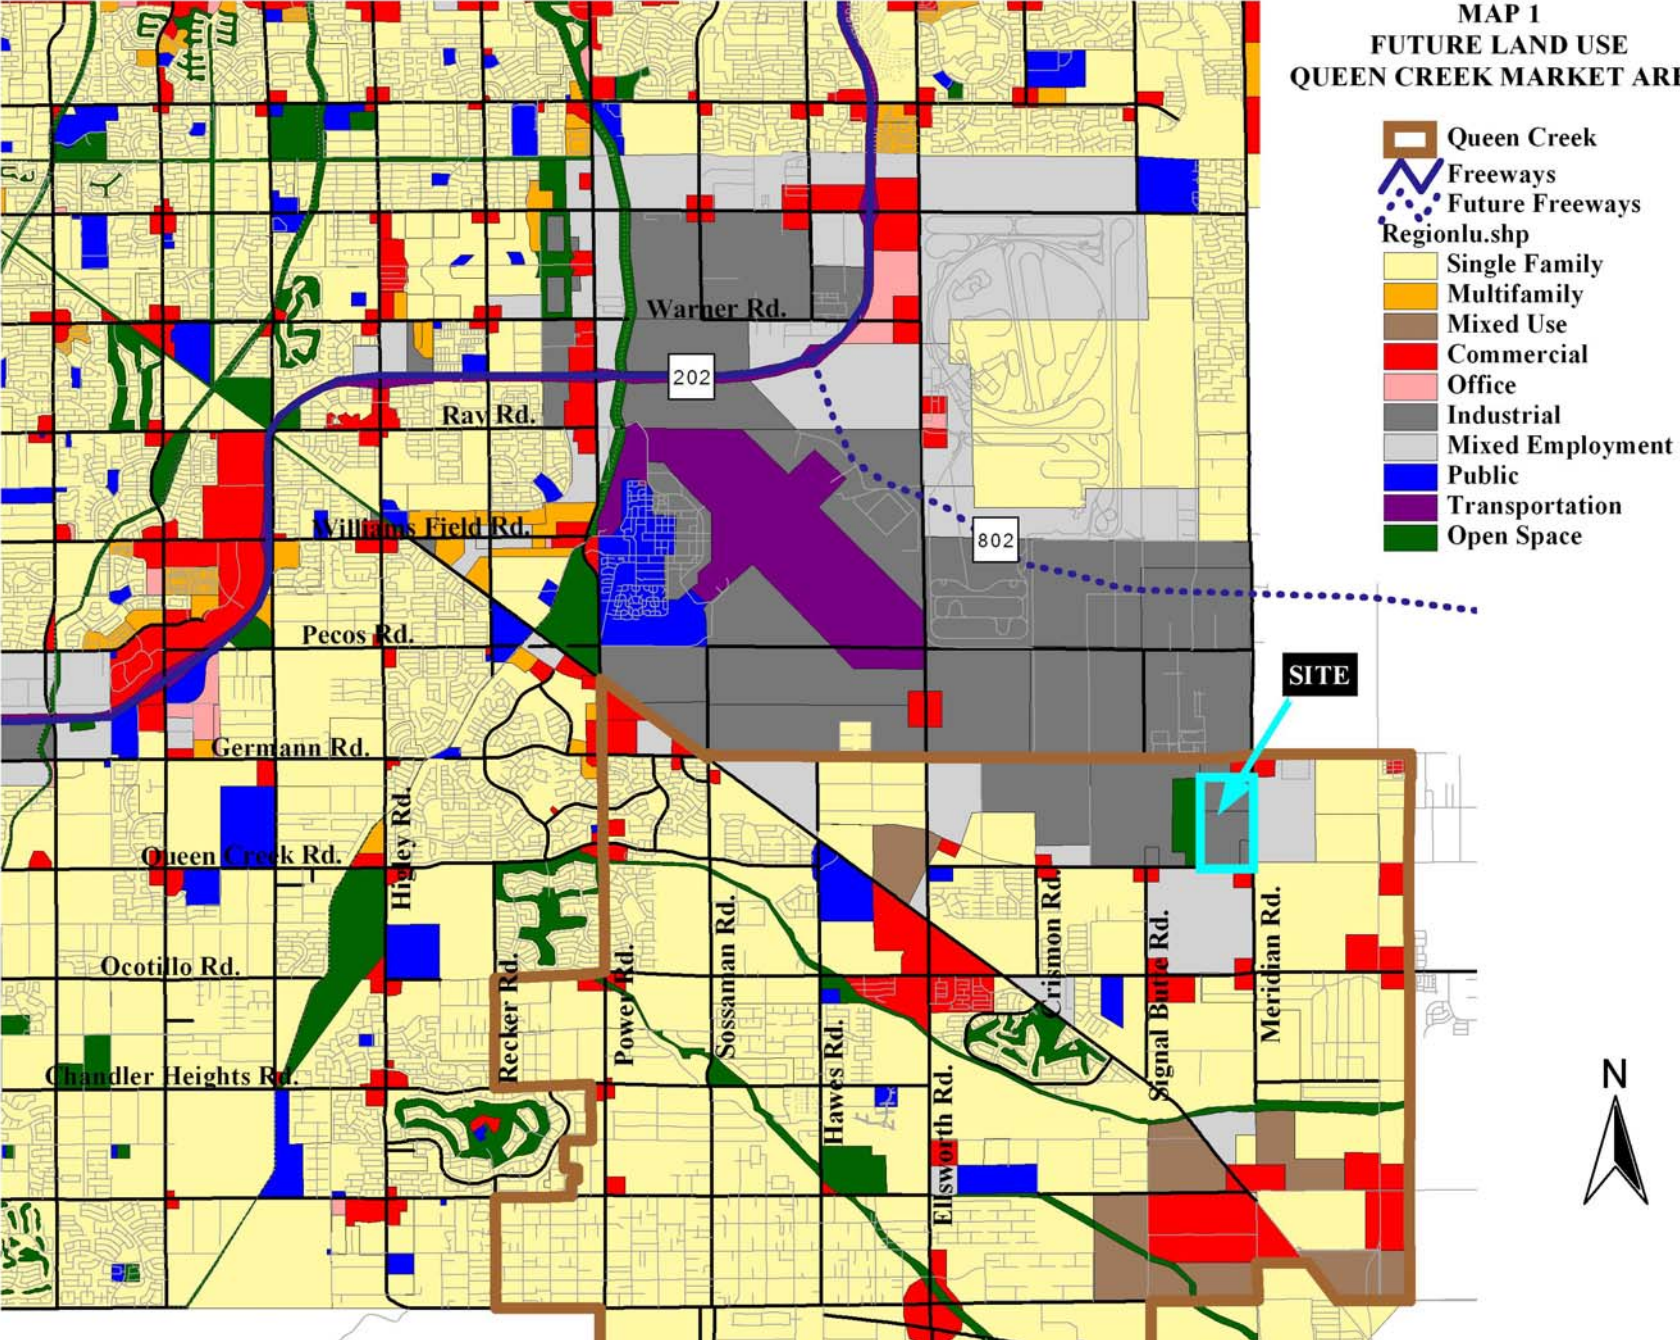 MAP 1
FUTURE LAND USE
QUEEN CREEK MARKET ARE
Queen Creek
Freeways
Future Freeways
Regionlu.shp
Single Family
Multifamily
Mixed Use
Commercial
Office
Industrial
Mixed Employment
Public
Transportation
Open Space
Warner Rd.
202
Ray Rd.
Williams Field Rd.
802
Pecos Rd.
SITE
Germann Rd.
Higley Rd.
Queen Creek Rd.
Ocotillo Rd.
Recker Rd.
Power Rd.
Sossaman Rd.
Hawes Rd.
Ellsworth Rd.
Crismon Rd.
Signal Butte Rd.
Meridian Rd.
Chandler Heights Rd.
N